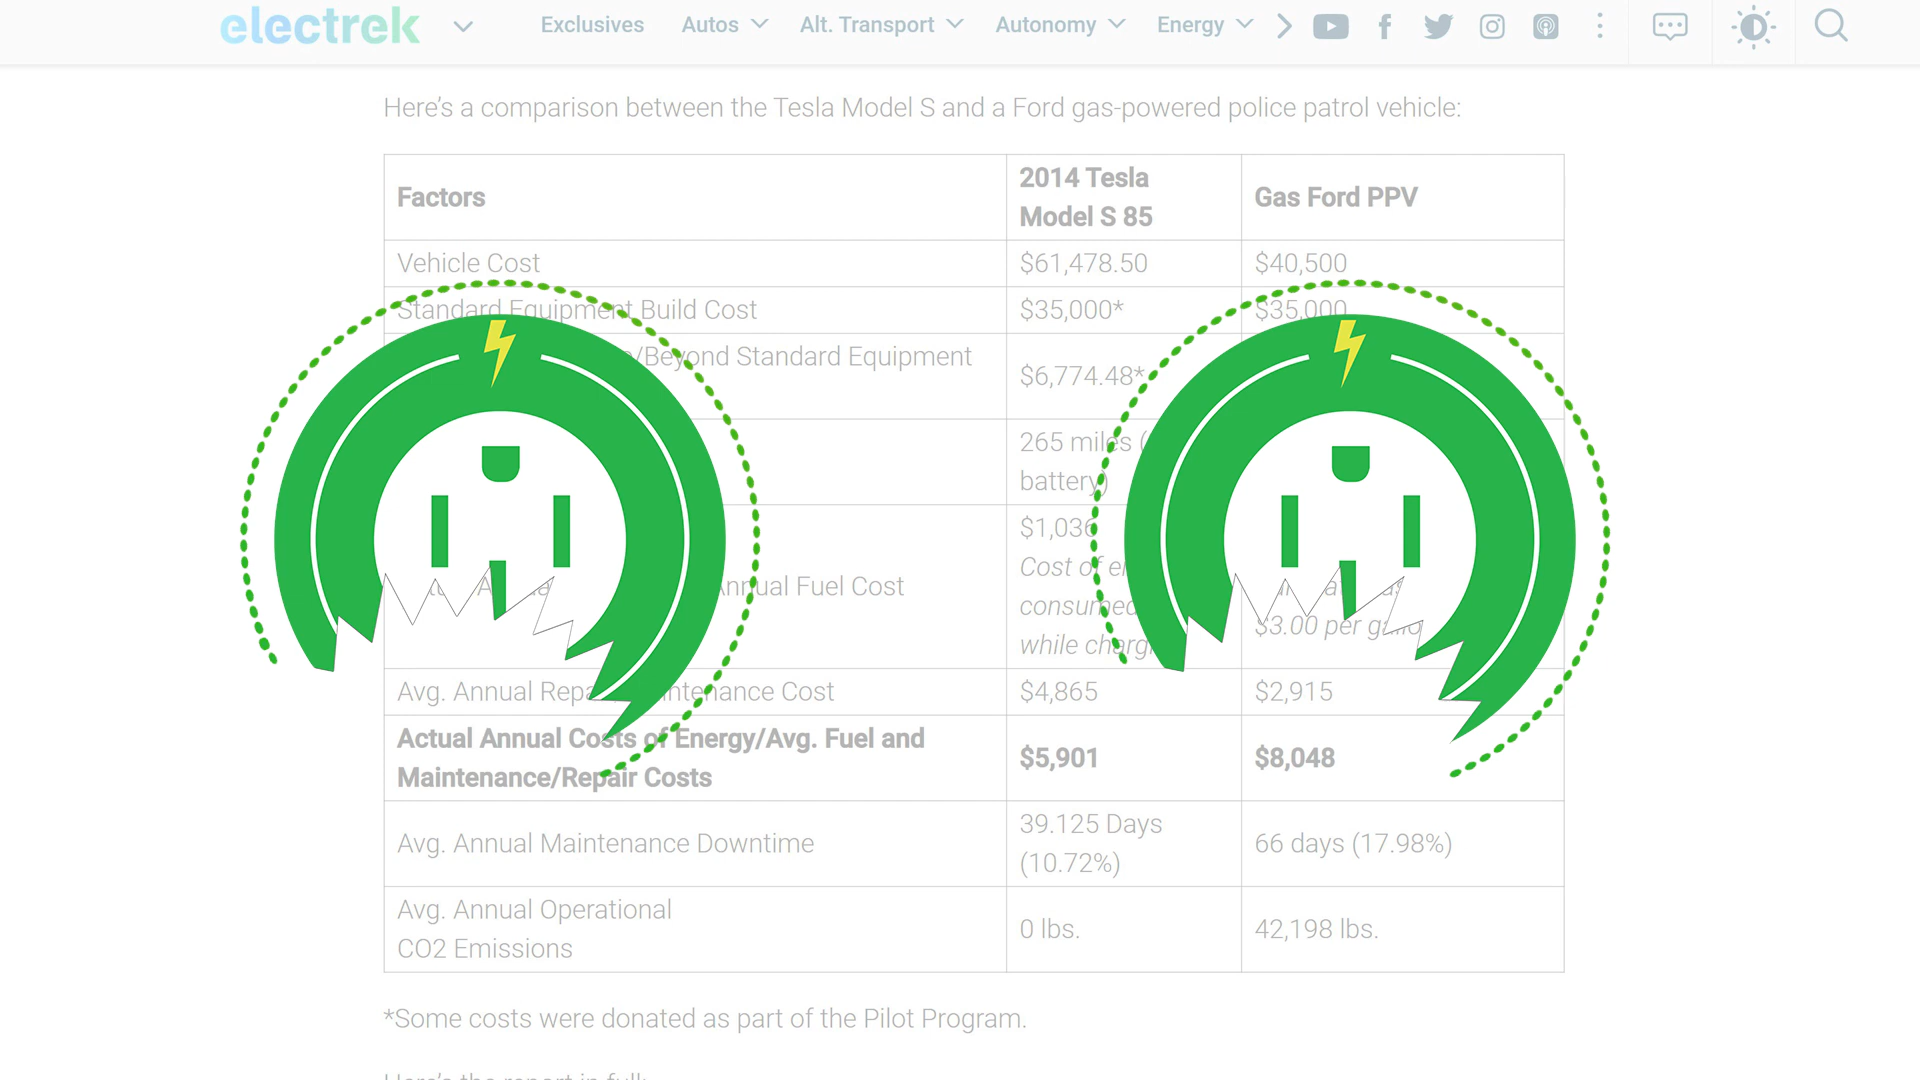 electrek
Exclusives Autos Alt. Transport Autonomy Energy
Here’s a comparison between the Tesla Model S and a Ford gas-powered police patrol vehicle:
Factors
2014 Tesla
Model S 85
Gas Ford PPV
Vehicle Cost
$61,478.50
$40,500
Standard Equipment Build Cost
$35,000*
$35,000
/Beyond Standard Equipment
$6,774.48*
265 miles (
battery)
Annual Fuel Cost
$1,036
Cost of
consumed
while
$3.00 per
Avg. Annual Cost
$4,865
$2,915
Actual Annual Costs of Energy/Avg. Fuel and
Maintenance/Repair Costs
$5,901
$8,048
Avg. Annual Maintenance Downtime
39.125 Days
(10.72%)
66 days (17.98%)
Avg. Annual Operational
CO2 Emissions
0 lbs.
42,198 lbs.
*Some costs were donated as part of the Pilot Program.